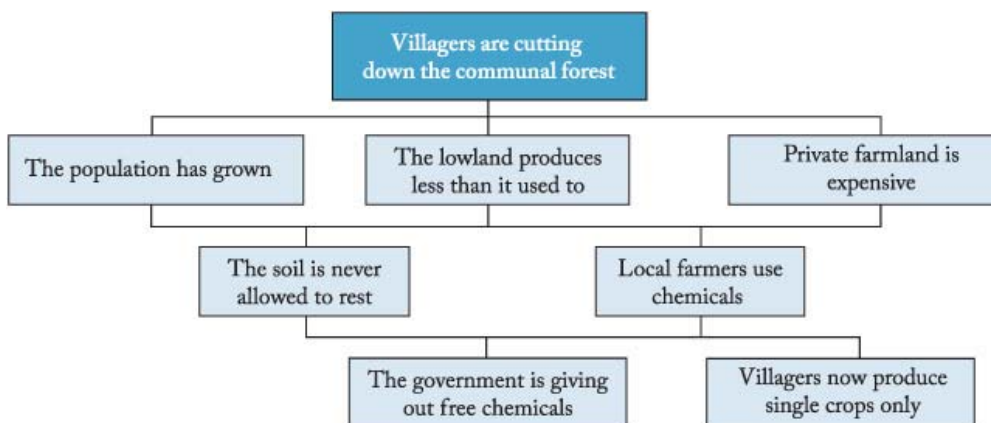 Villagers are cutting
down the communal forest
The population has grown
The lowland produces
less than it used to
Private farmland is
expensive
The soil is never
allowed to rest
Local farmers use
chemicals
The government is giving
out free chemicals
Villagers now produce
single crops only